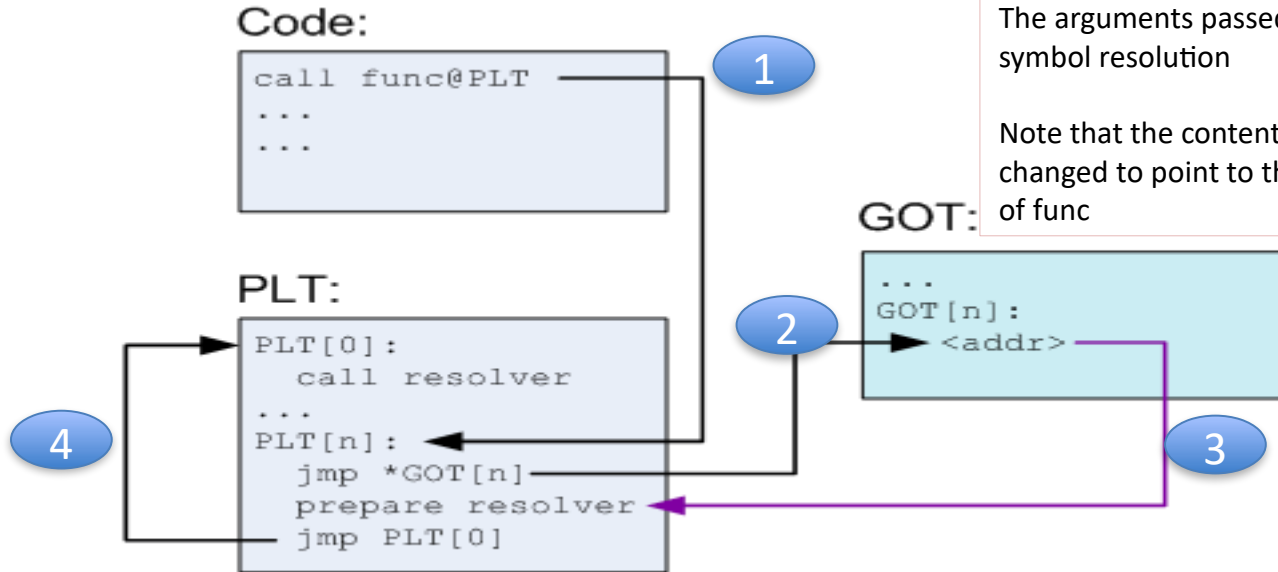 Code:
call func@PLT
...
...
1
The arguments passed
symbol resolution
Note that the content
changed to point to th
of func
GOT:
...
GOT[n]:
<addr>
2
3
PLT:
PLT[0]:
call resolver
...
PLT[n]:
jmp *GOT[n]
prepare resolver
jmp PLT[0]
4